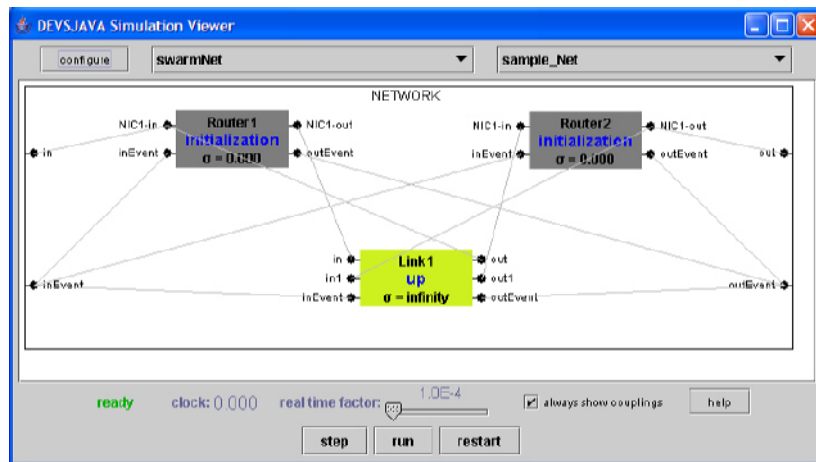 DEVSJAVA Simulation Viewer
configure
swarmNet
sample_Net
NETWORK
NIC1-in Router1 NIC1-out
initialization
inEvent σ = 0.000 outEvent
NIC1-in Router2 NIC1-out
initialization
inEvent σ = 0.000 outEvent
in
out
in Link1 out
in1 up out1
inEvent σ = infinity outEvent
inEvent
outEvent
ready clock: 0.000 real time factor: 1.0E-4 always show couplings help
step run restart